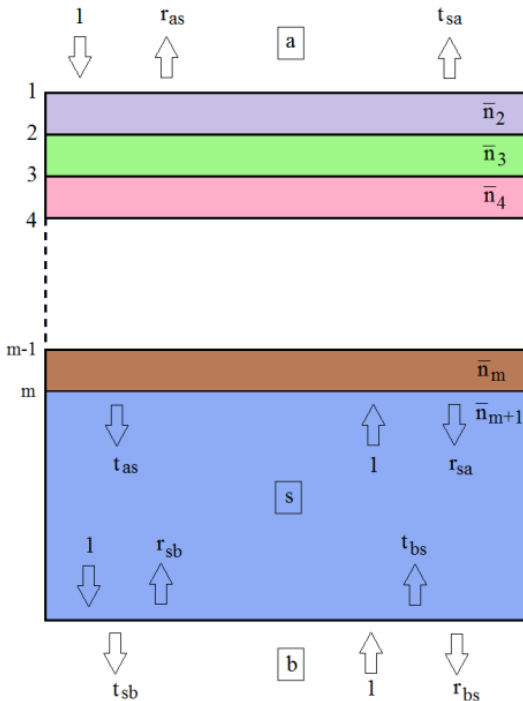 1 r_as a t_sa
1
n̅_2
2
n̅_3
3
n̅_4
4
m-1
n̅_m
m
n̅_m+1
t_as 1 r_sa
s
1 r_sb t_bs
t_sb b 1 r_bs